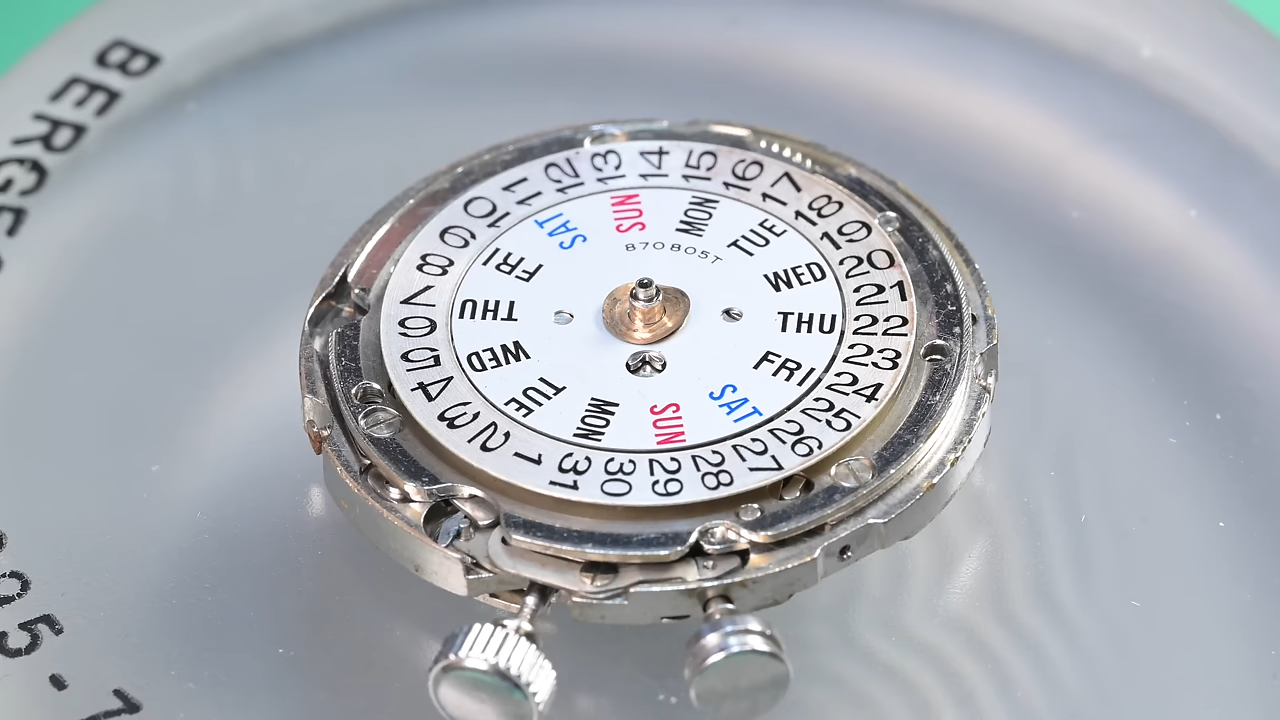 BERGE
95-7
1 2 3 4 5 6 7 8 9 10 11 12 13 14 15 16 17 18 19 20 21 22 23 24 25 26 27 28 29 30 31
SUN MON TUE WED THU FRI SAT SUN MON TUE WED THU FRI SAT
870805T